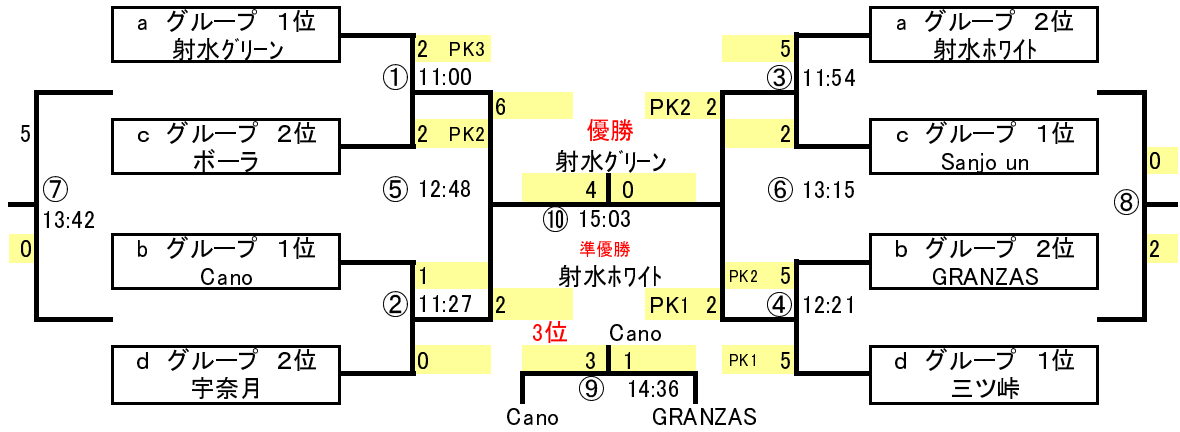 a グループ 1位
射水グリーン
2 PK3
① 11:00
c グループ 2位
ボーラ
2 PK2
6
5
⑦
13:42
0
⑤ 12:48
b グループ 1位
Cano
1
② 11:27
2
d グループ 2位
宇奈月
0
優勝
射水グリーン
4 0
⑩ 15:03
準優勝
射水ホワイト
3位 Cano
3 1
⑨ 14:36
Cano GRANZAS
a グループ 2位
射水ホワイト
5
③ 11:54
PK2 2
2
c グループ 1位
Sanjo un
⑥ 13:15
0
⑧
2
b グループ 2位
GRANZAS
PK2 5
④ 12:21
PK1 2
PK1 5
d グループ 1位
三ツ峠